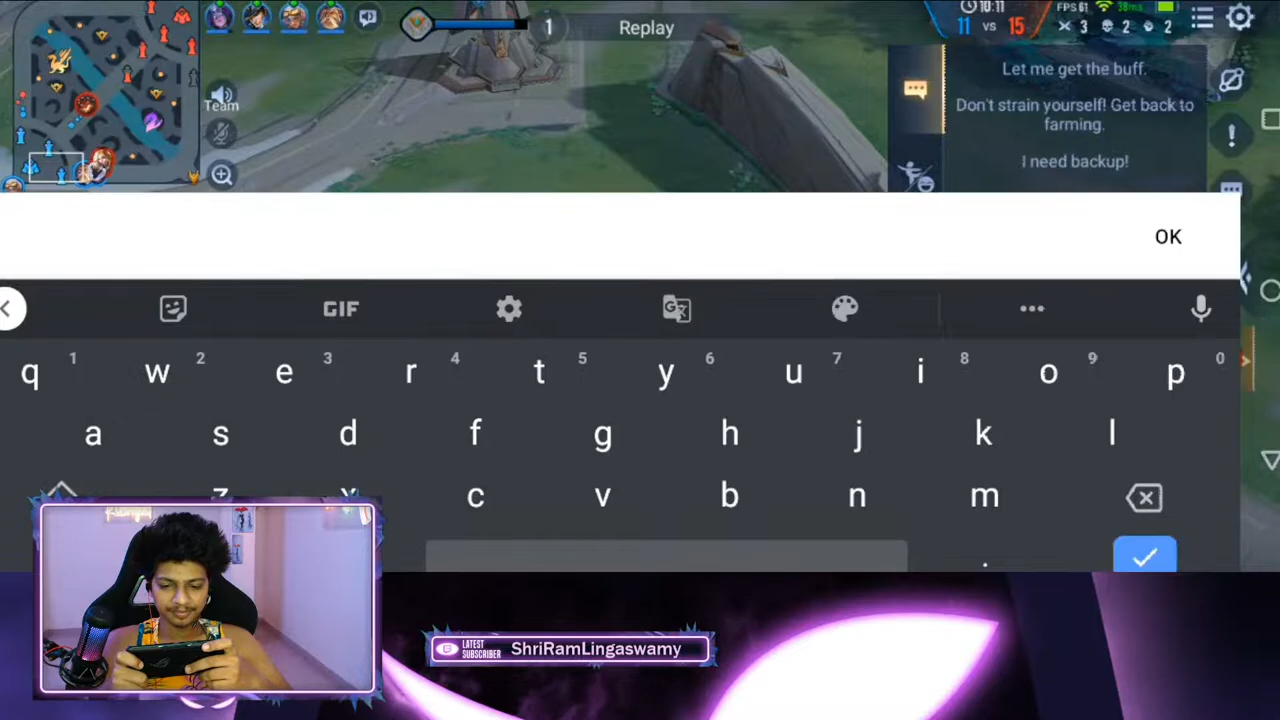 10:11
FPS 61 38ms
11 vs 15 3 2 2
1
Replay
Team
Let me get the buff.
Don't strain yourself! Get back to
farming.
I need backup!
OK
GIF
1 2 3 4 5 6 7 8 9 0
q w e r t y u i o p
a s d f g h j k l
z x c v b n m
.
LATEST
SUBSCRIBER
ShriRamLingaswamy